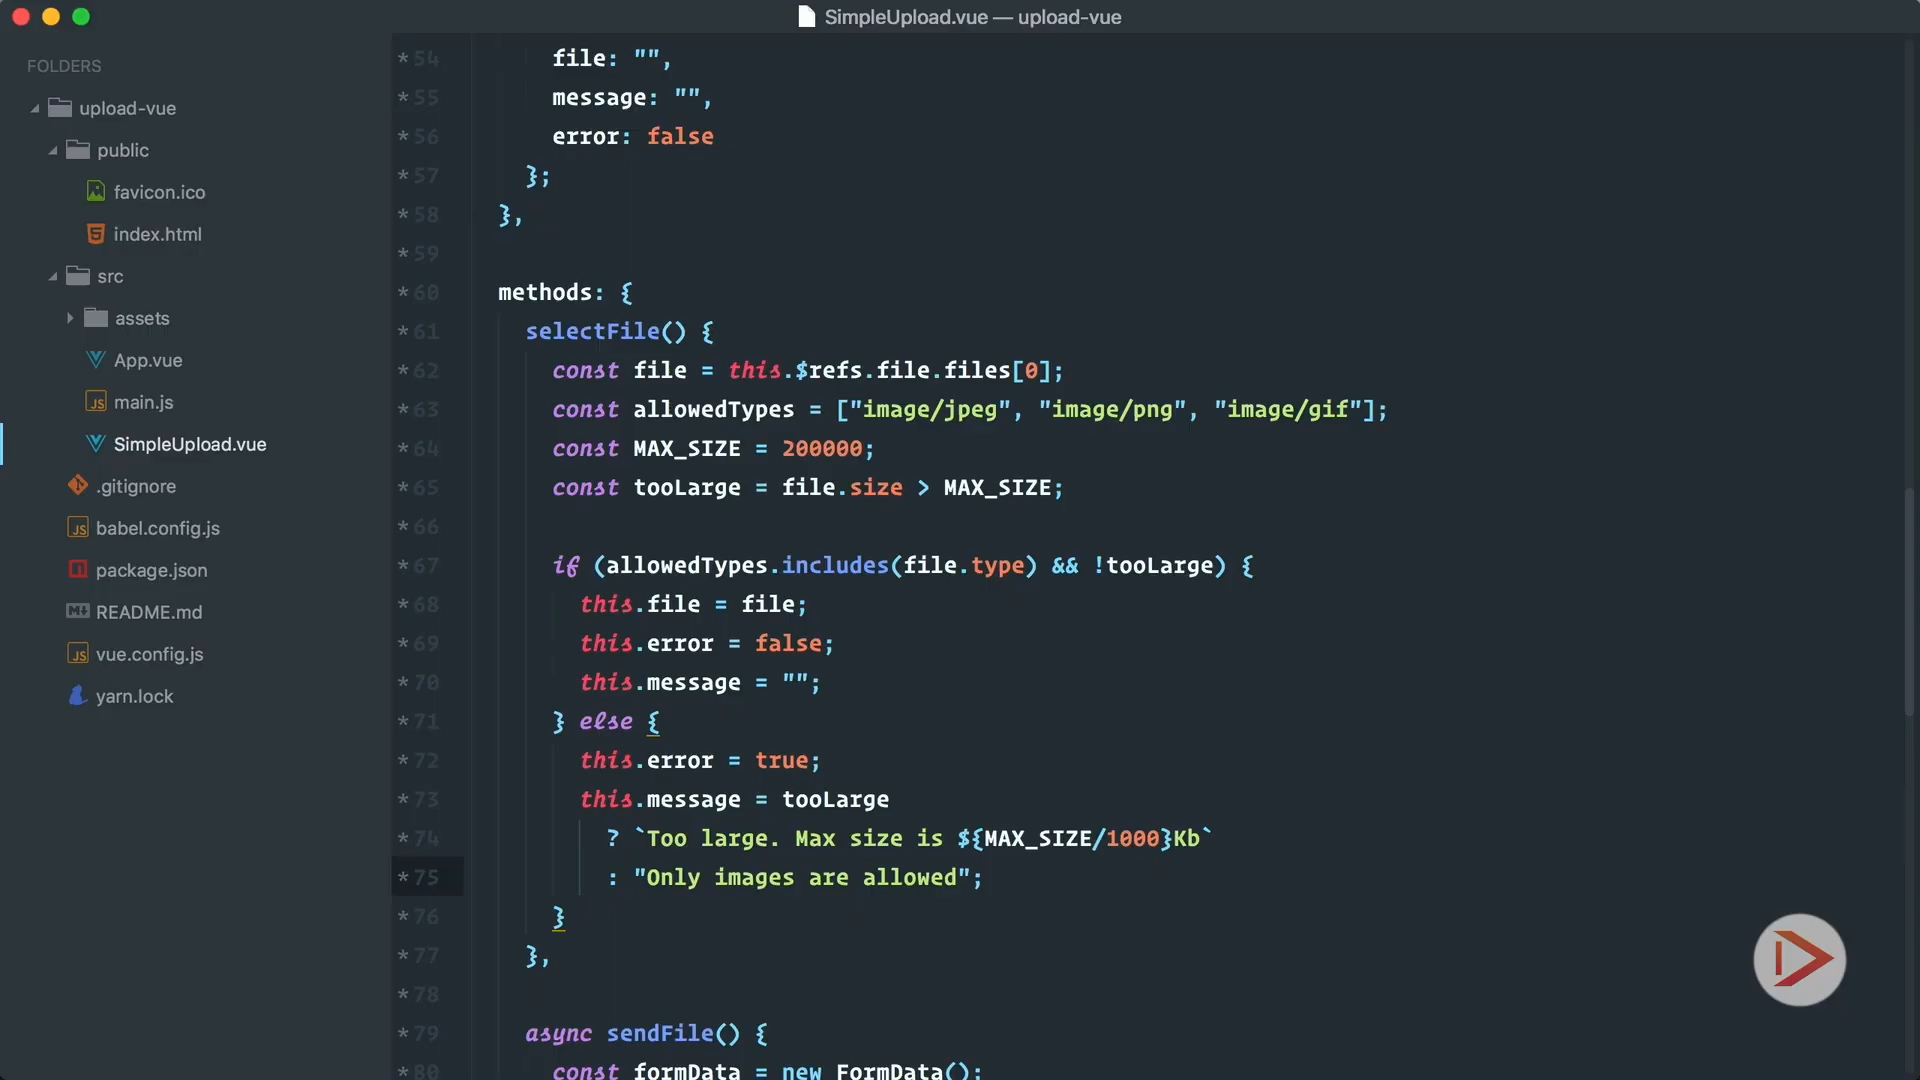 SimpleUpload.vue — upload-vue
FOLDERS
upload-vue
public
favicon.ico
index.html
src
assets
App.vue
main.js
SimpleUpload.vue
.gitignore
babel.config.js
package.json
README.md
vue.config.js
yarn.lock
*54 file: "",
*55 message: "",
*56 error: false
*57 };
*58 },
*59
*60 methods: {
*61 selectFile() {
*62 const file = this.$refs.file.files[0];
*63 const allowedTypes = ["image/jpeg", "image/png", "image/gif"];
*64 const MAX_SIZE = 200000;
*65 const tooLarge = file.size > MAX_SIZE;
*66
*67 if (allowedTypes.includes(file.type) && !tooLarge) {
*68 this.file = file;
*69 this.error = false;
*70 this.message = "";
*71 } else {
*72 this.error = true;
*73 this.message = tooLarge
*74 ? `Too large. Max size is ${MAX_SIZE/1000}Kb`
*75 : "Only images are allowed";
*76 }
*77 },
*78
*79 async sendFile() {
*80 const formData = new FormData();